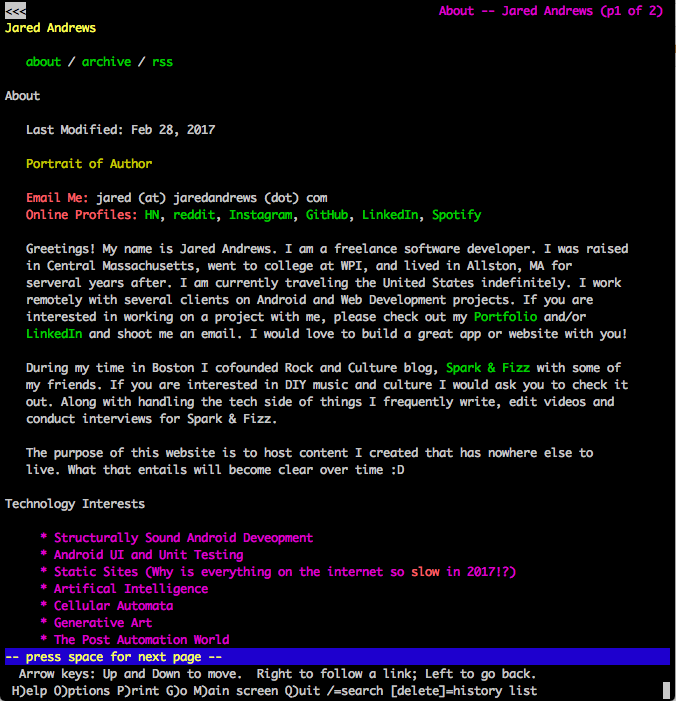 <<< About -- Jared Andrews (p1 of 2)
Jared Andrews
about / archive / rss
About
Last Modified: Feb 28, 2017
Portrait of Author
Email Me: jared (at) jaredandrews (dot) com
Online Profiles: HN, reddit, Instagram, GitHub, LinkedIn, Spotify
Greetings! My name is Jared Andrews. I am a freelance software developer. I was raised
in Central Massachusetts, went to college at WPI, and lived in Allston, MA for
serveral years after. I am currently traveling the United States indefinitely. I work
remotely with several clients on Android and Web Development projects. If you are
interested in working on a project with me, please check out my Portfolio and/or
LinkedIn and shoot me an email. I would love to build a great app or website with you!
During my time in Boston I cofounded Rock and Culture blog, Spark & Fizz with some of
my friends. If you are interested in DIY music and culture I would ask you to check it
out. Along with handling the tech side of things I frequently write, edit videos and
conduct interviews for Spark & Fizz.
The purpose of this website is to host content I created that has nowhere else to
live. What that entails will become clear over time :D
Technology Interests
* Structurally Sound Android Deveopment
* Android UI and Unit Testing
* Static Sites (Why is everything on the internet so slow in 2017!?)
* Artifical Intelligence
* Cellular Automata
* Generative Art
* The Post Automation World
-- press space for next page --
Arrow keys: Up and Down to move. Right to follow a link; Left to go back.
H)elp O)ptions P)rint G)o M)ain screen Q)uit /=search [delete]=history list